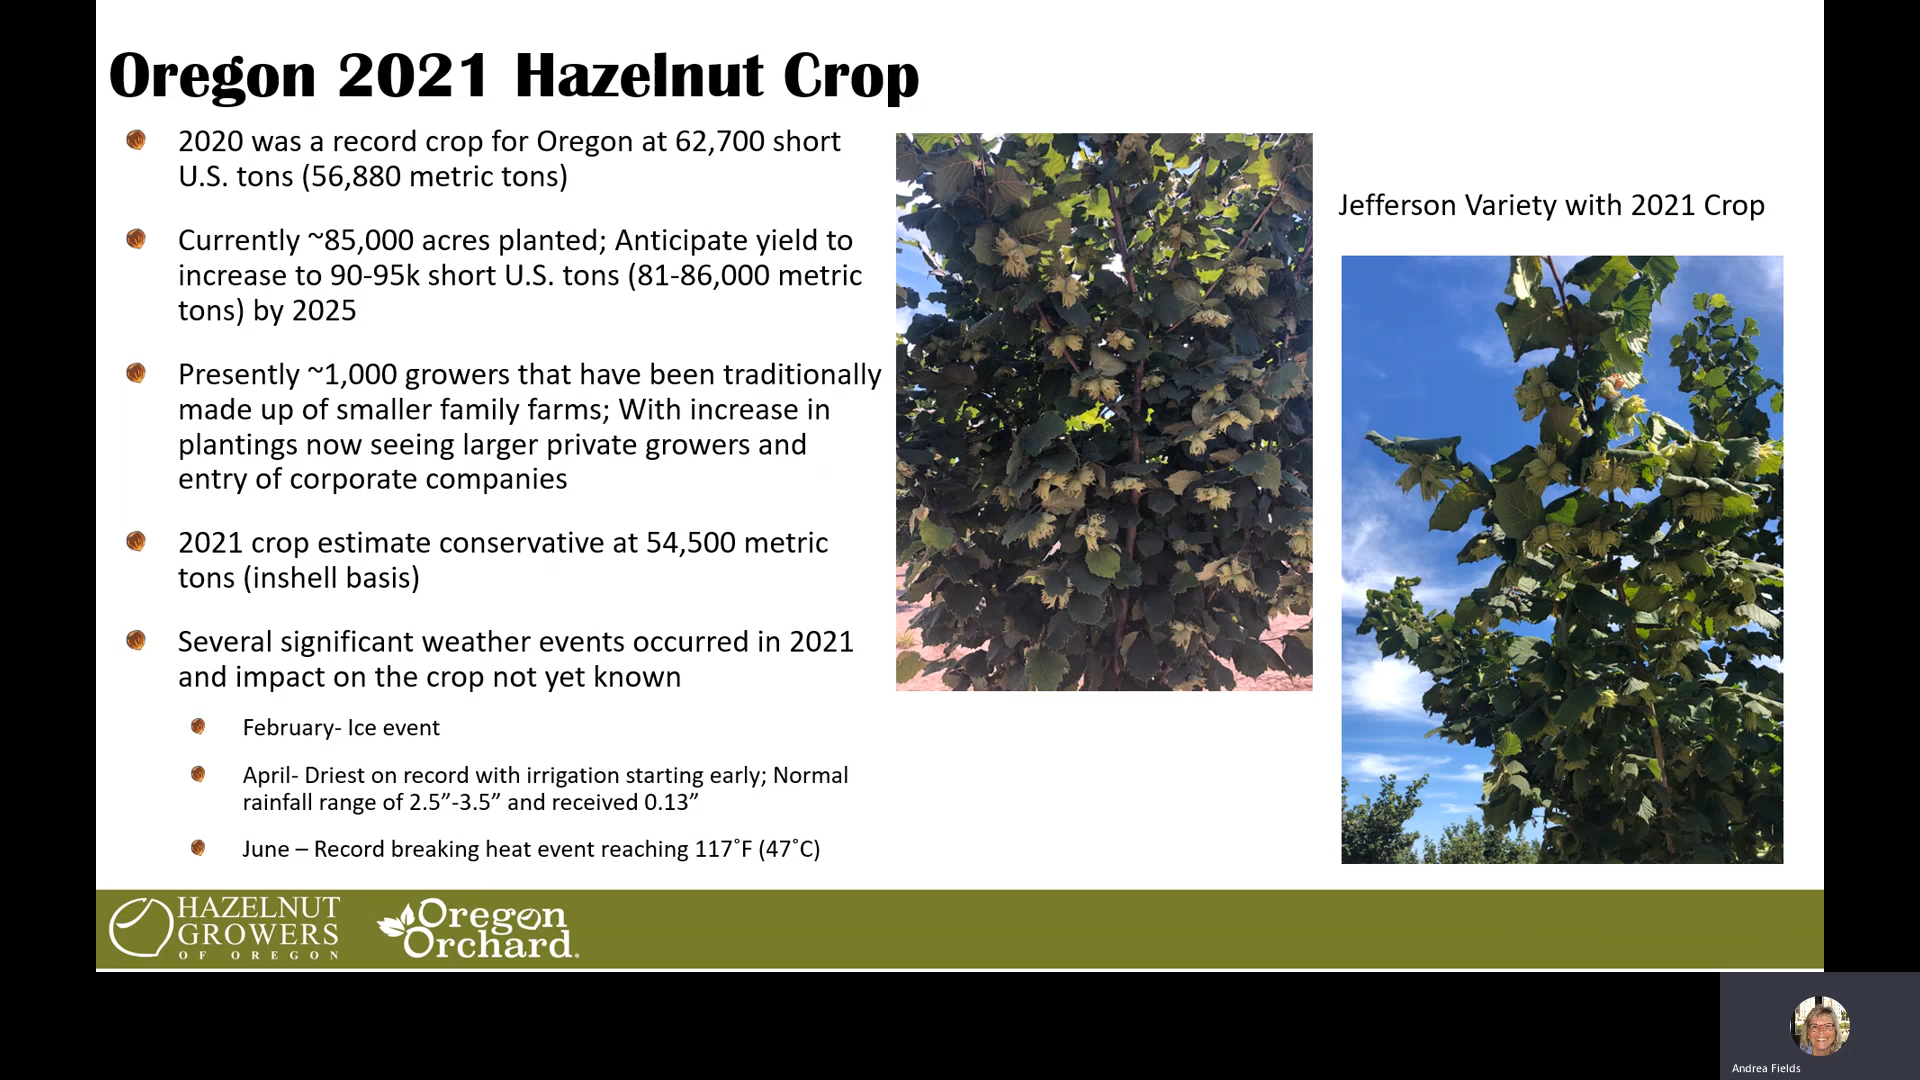 Oregon 2021 Hazelnut Crop
2020 was a record crop for Oregon at 62,700 short
U.S. tons (56,880 metric tons)
Currently ~85,000 acres planted; Anticipate yield to
increase to 90-95k short U.S. tons (81-86,000 metric
tons) by 2025
Presently ~1,000 growers that have been traditionally
made up of smaller family farms; With increase in
plantings now seeing larger private growers and
entry of corporate companies
2021 crop estimate conservative at 54,500 metric
tons (inshell basis)
Several significant weather events occurred in 2021
and impact on the crop not yet known
February- Ice event
April- Driest on record with irrigation starting early; Normal
rainfall range of 2.5”-3.5” and received 0.13”
June – Record breaking heat event reaching 117˚F (47˚C)
Jefferson Variety with 2021 Crop
HAZELNUT
GROWERS
OF OREGON
Oregon
Orchard.
Andrea Fields